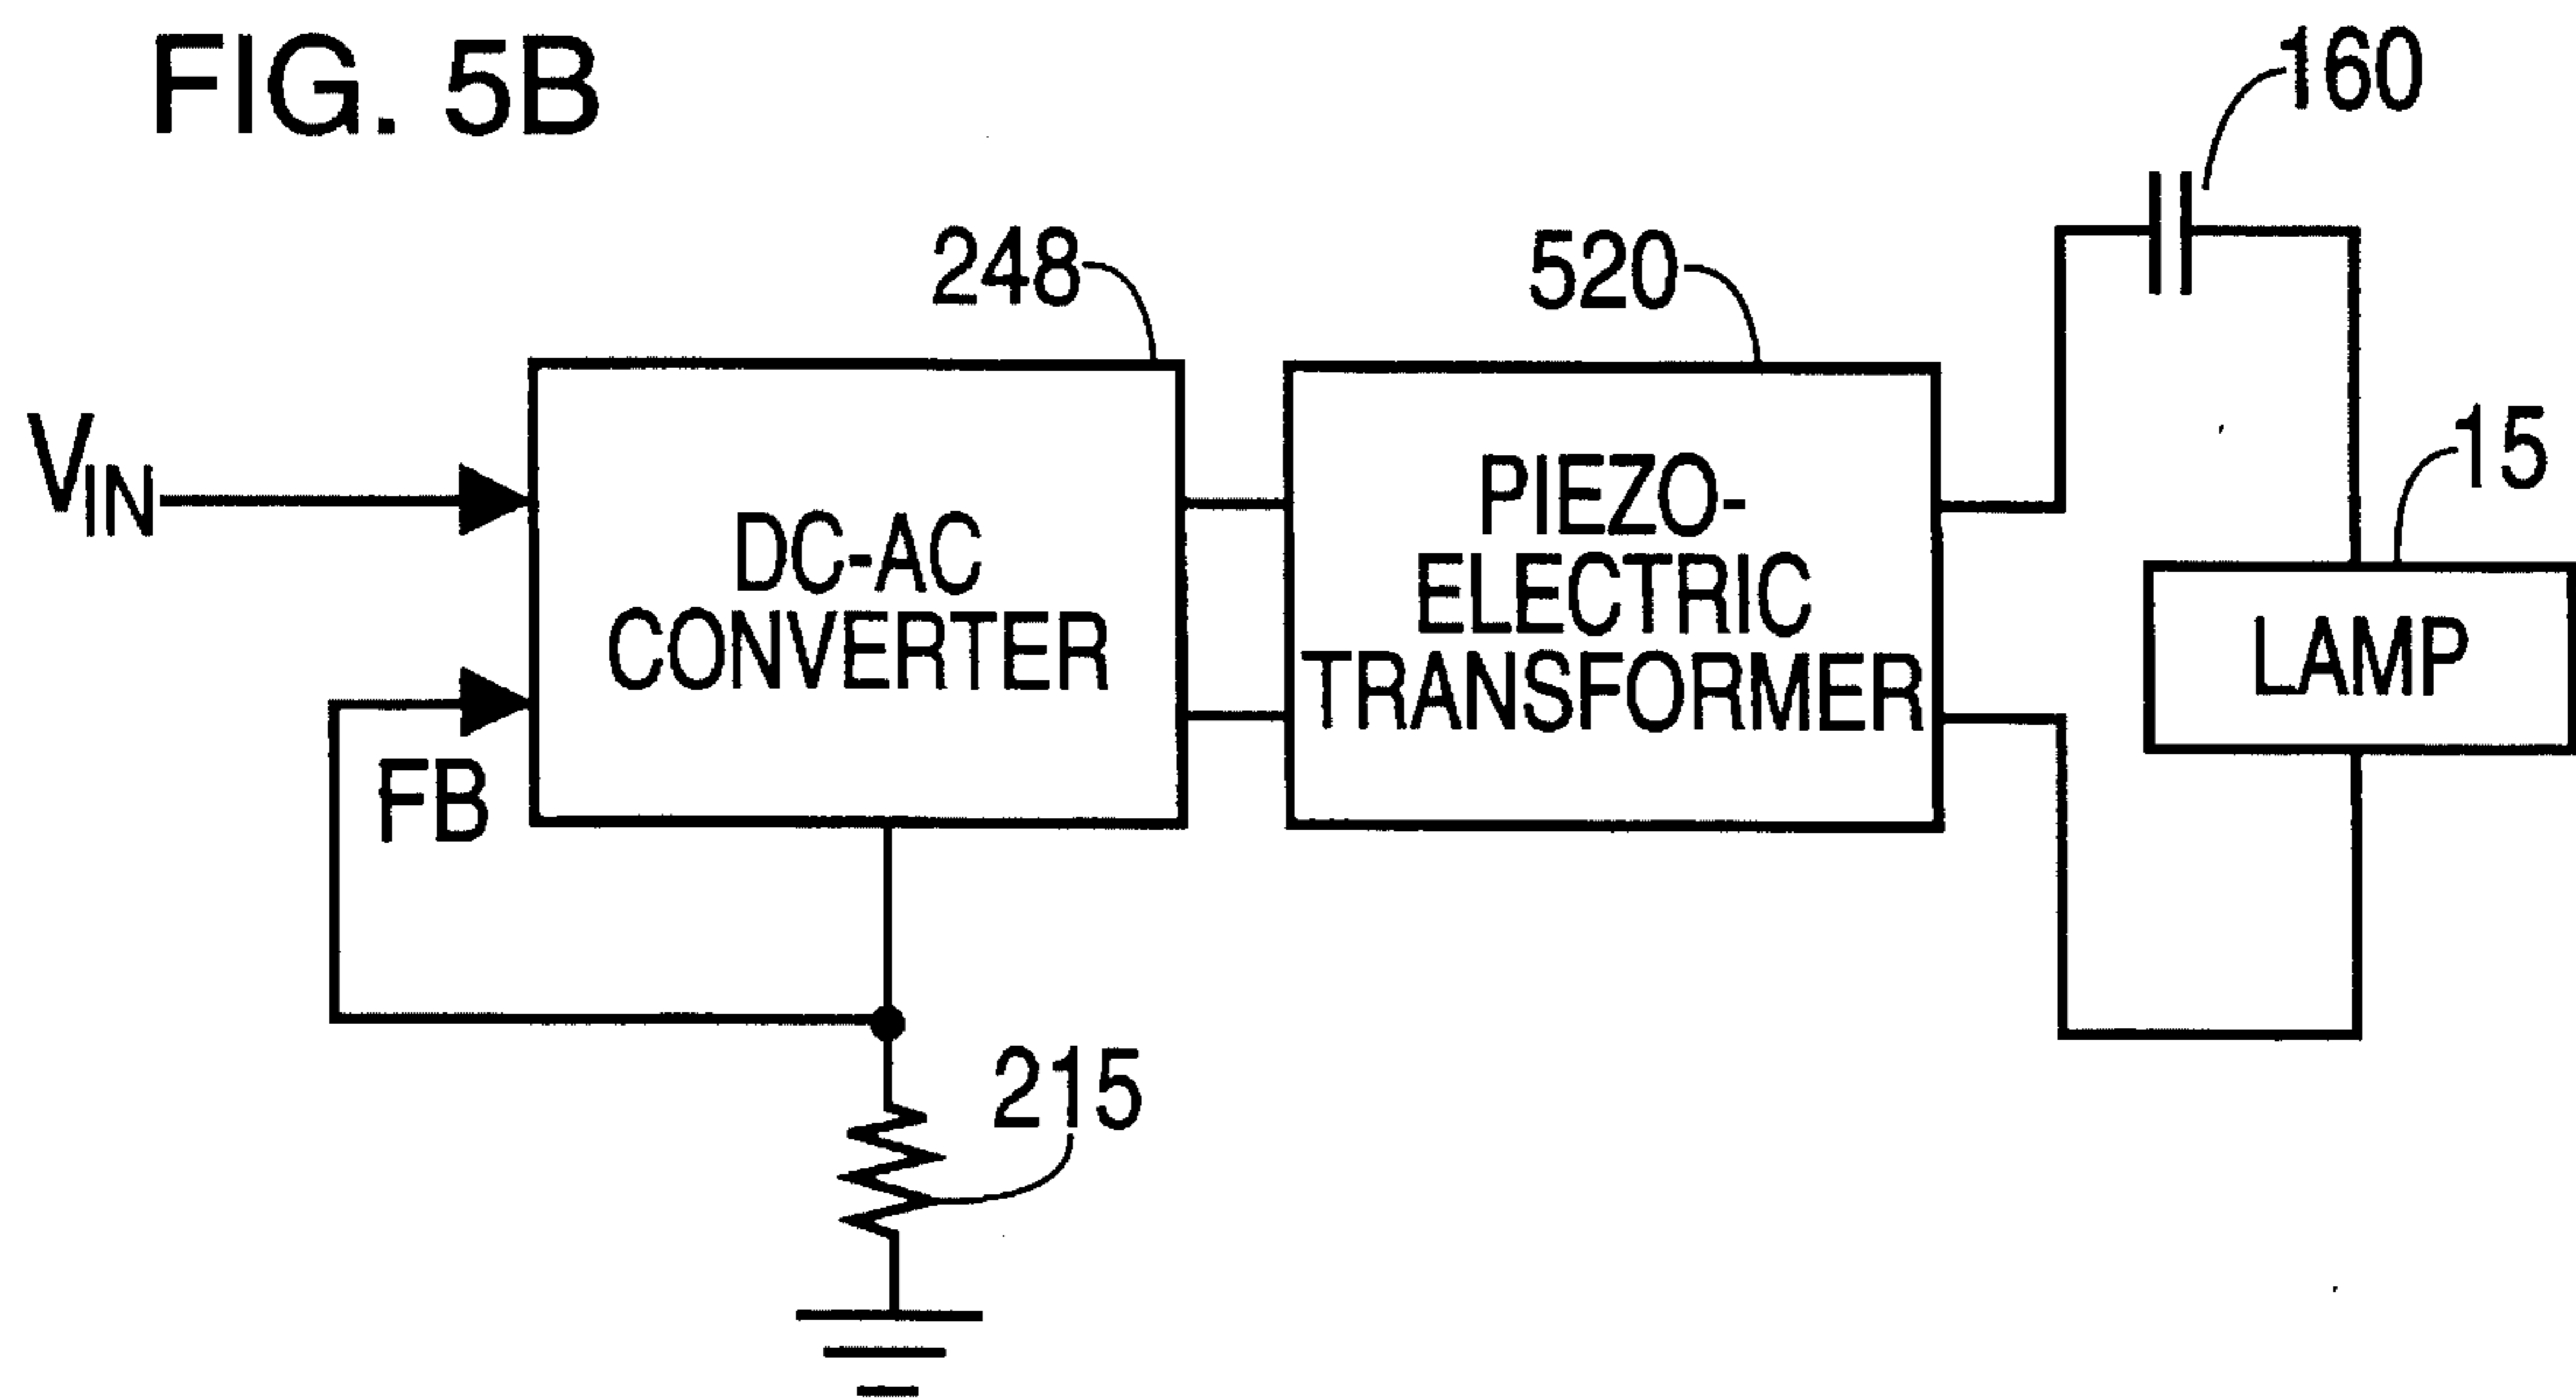 FIG. 5B
160
248
520
15
VIN
DC-AC
CONVERTER
PIEZO-
ELECTRIC
TRANSFORMER
LAMP
FB
215